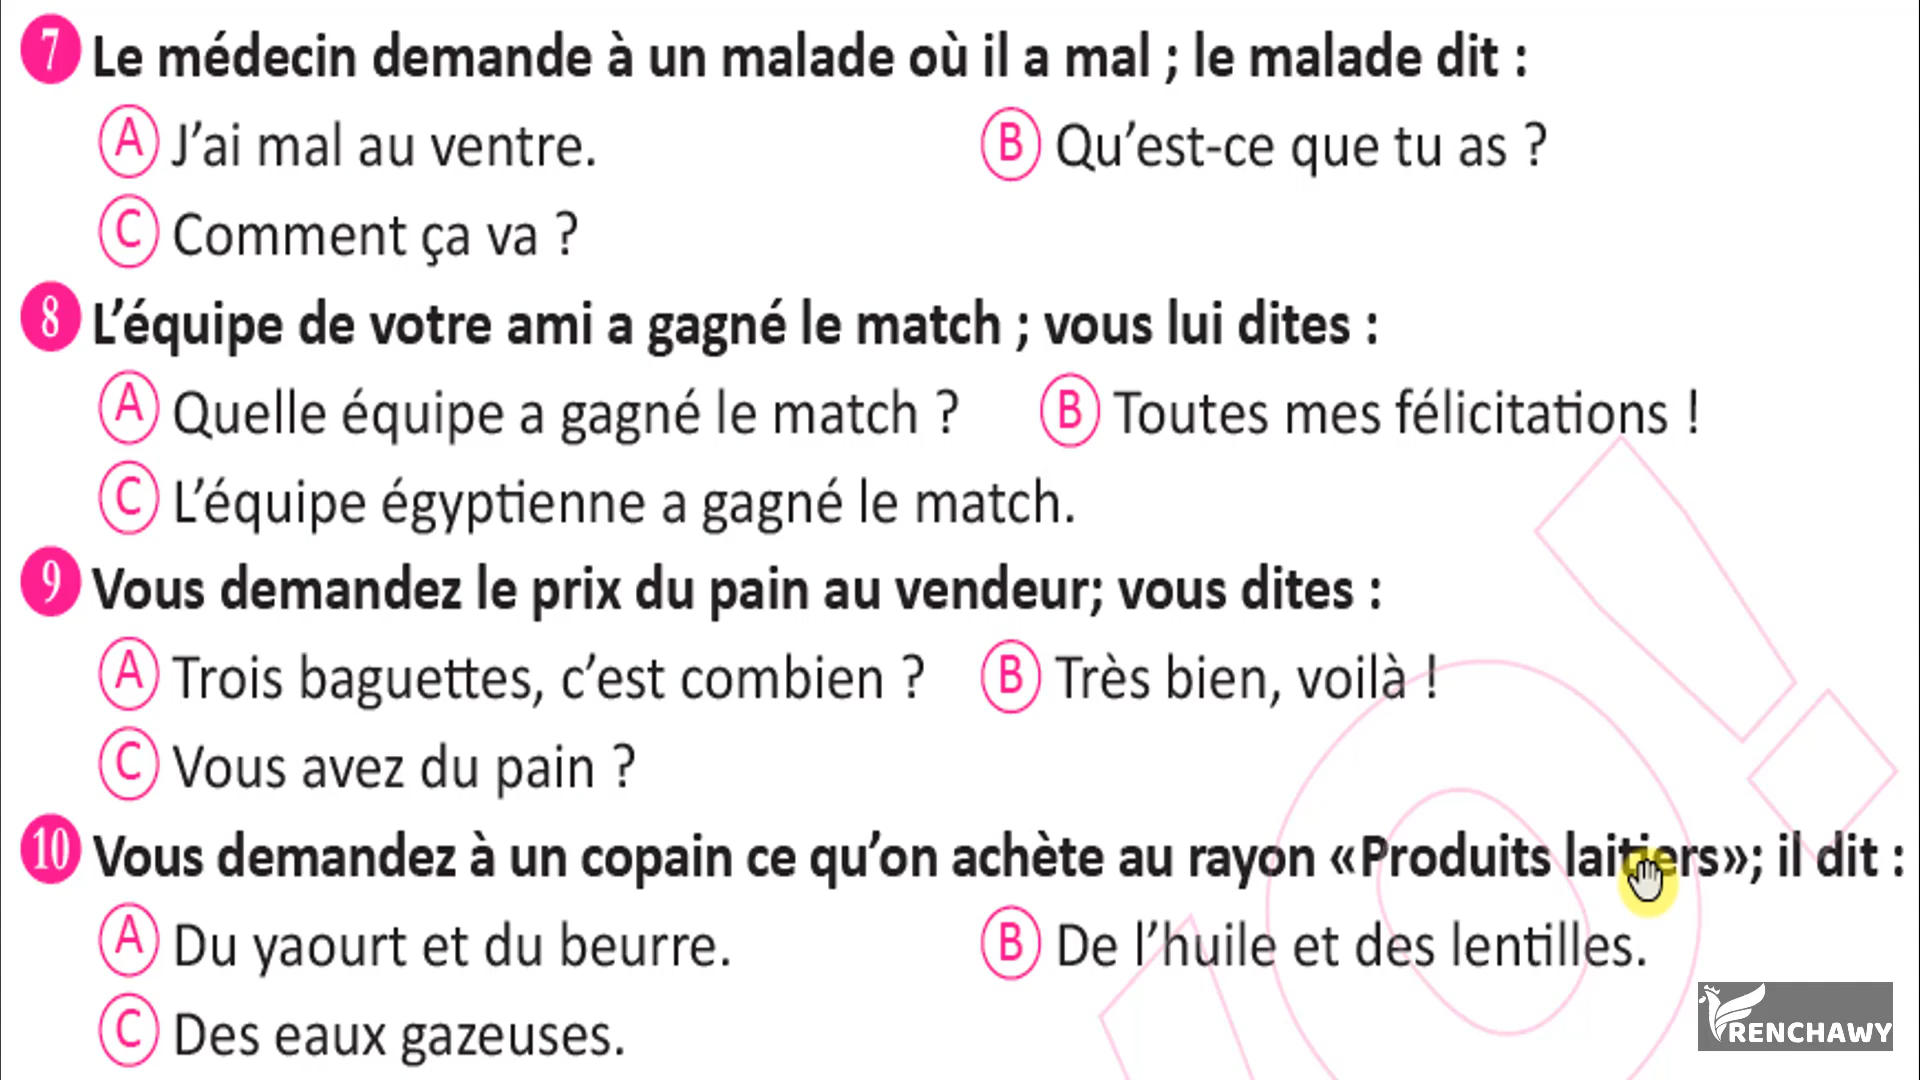 7 Le médecin demande à un malade où il a mal ; le malade dit :
A J'ai mal au ventre. B Qu'est-ce que tu as ?
C Comment ça va ?
8 L'équipe de votre ami a gagné le match ; vous lui dites :
A Quelle équipe a gagné le match ? B Toutes mes félicitations !
C L'équipe égyptienne a gagné le match.
9 Vous demandez le prix du pain au vendeur; vous dites :
A Trois baguettes, c'est combien ? B Très bien, voilà !
C Vous avez du pain ?
10 Vous demandez à un copain ce qu'on achète au rayon «Produits laitiers»; il dit :
A Du yaourt et du beurre. B De l'huile et des lentilles.
C Des eaux gazeuses.
FRENCHAWY